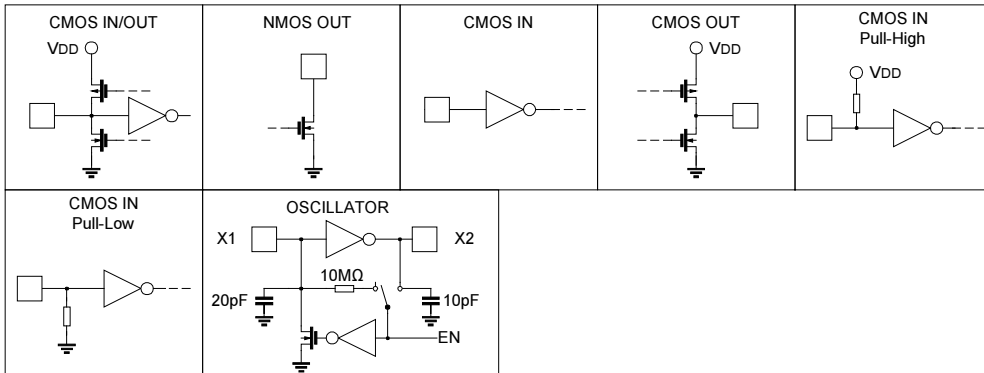 CMOS IN/OUT
VDD
NMOS OUT
CMOS IN
CMOS OUT
VDD
CMOS IN
Pull-High
VDD
CMOS IN
Pull-Low
OSCILLATOR
X1
X2
10MΩ
20pF
10pF
EN